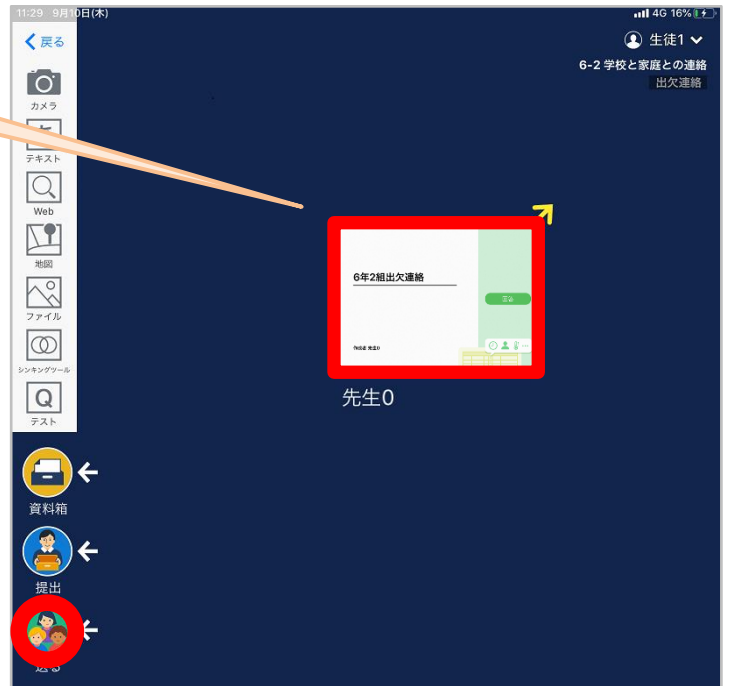 11:29 9月10日(木)
4G 16%
戻る
生徒1
6-2 学校と家庭との連絡
出欠連絡
カメラ
テキスト
Web
地図
ファイル
シンキングツール
Q
テスト
6年2組出欠連絡
先生0
資料箱
提出
送る